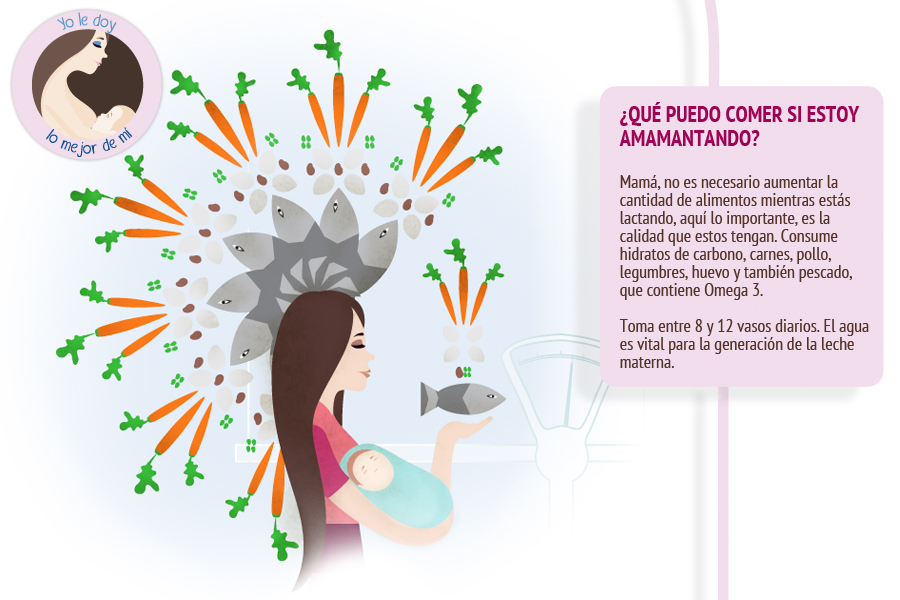 Yo le doy
lo mejor de mí
¿QUÉ PUEDO COMER SI ESTOY
AMAMANTANDO?
Mamá, no es necesario aumentar la
cantidad de alimentos mientras estás
lactando, aquí lo importante, es la
calidad que estos tengan. Consume
hidratos de carbono, carnes, pollo,
legumbres, huevo y también pescado,
que contiene Omega 3.
Toma entre 8 y 12 vasos diarios. El agua
es vital para la generación de la leche
materna.